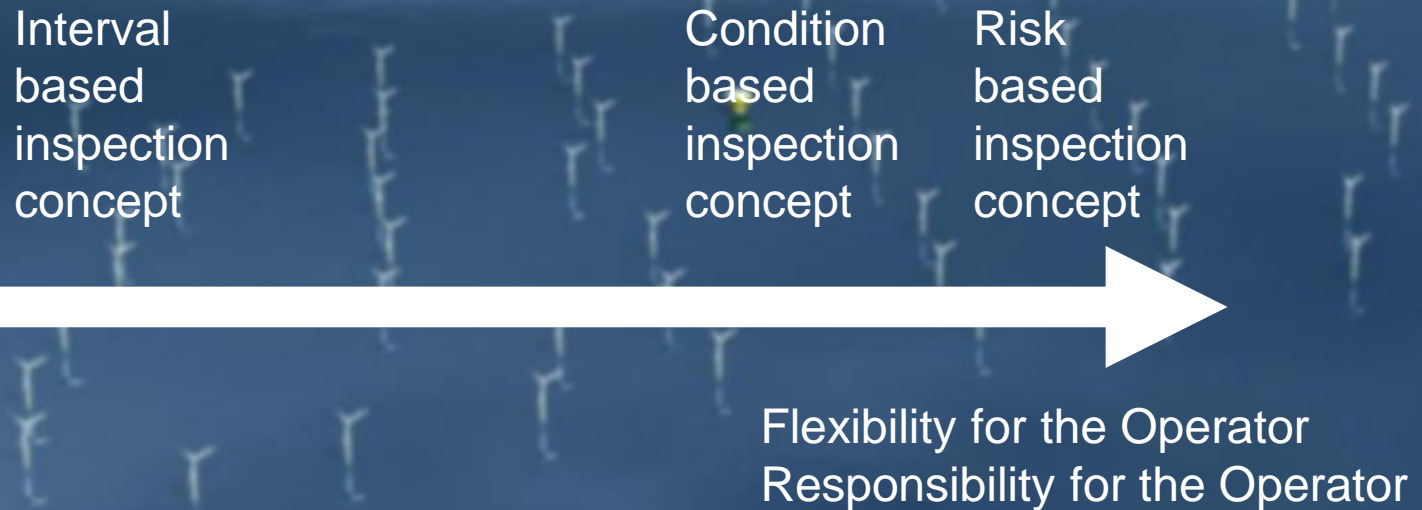 Interval
based
inspection
concept
Condition
based
inspection
concept
Risk
based
inspection
concept
Flexibility for the Operator
Responsibility for the Operator